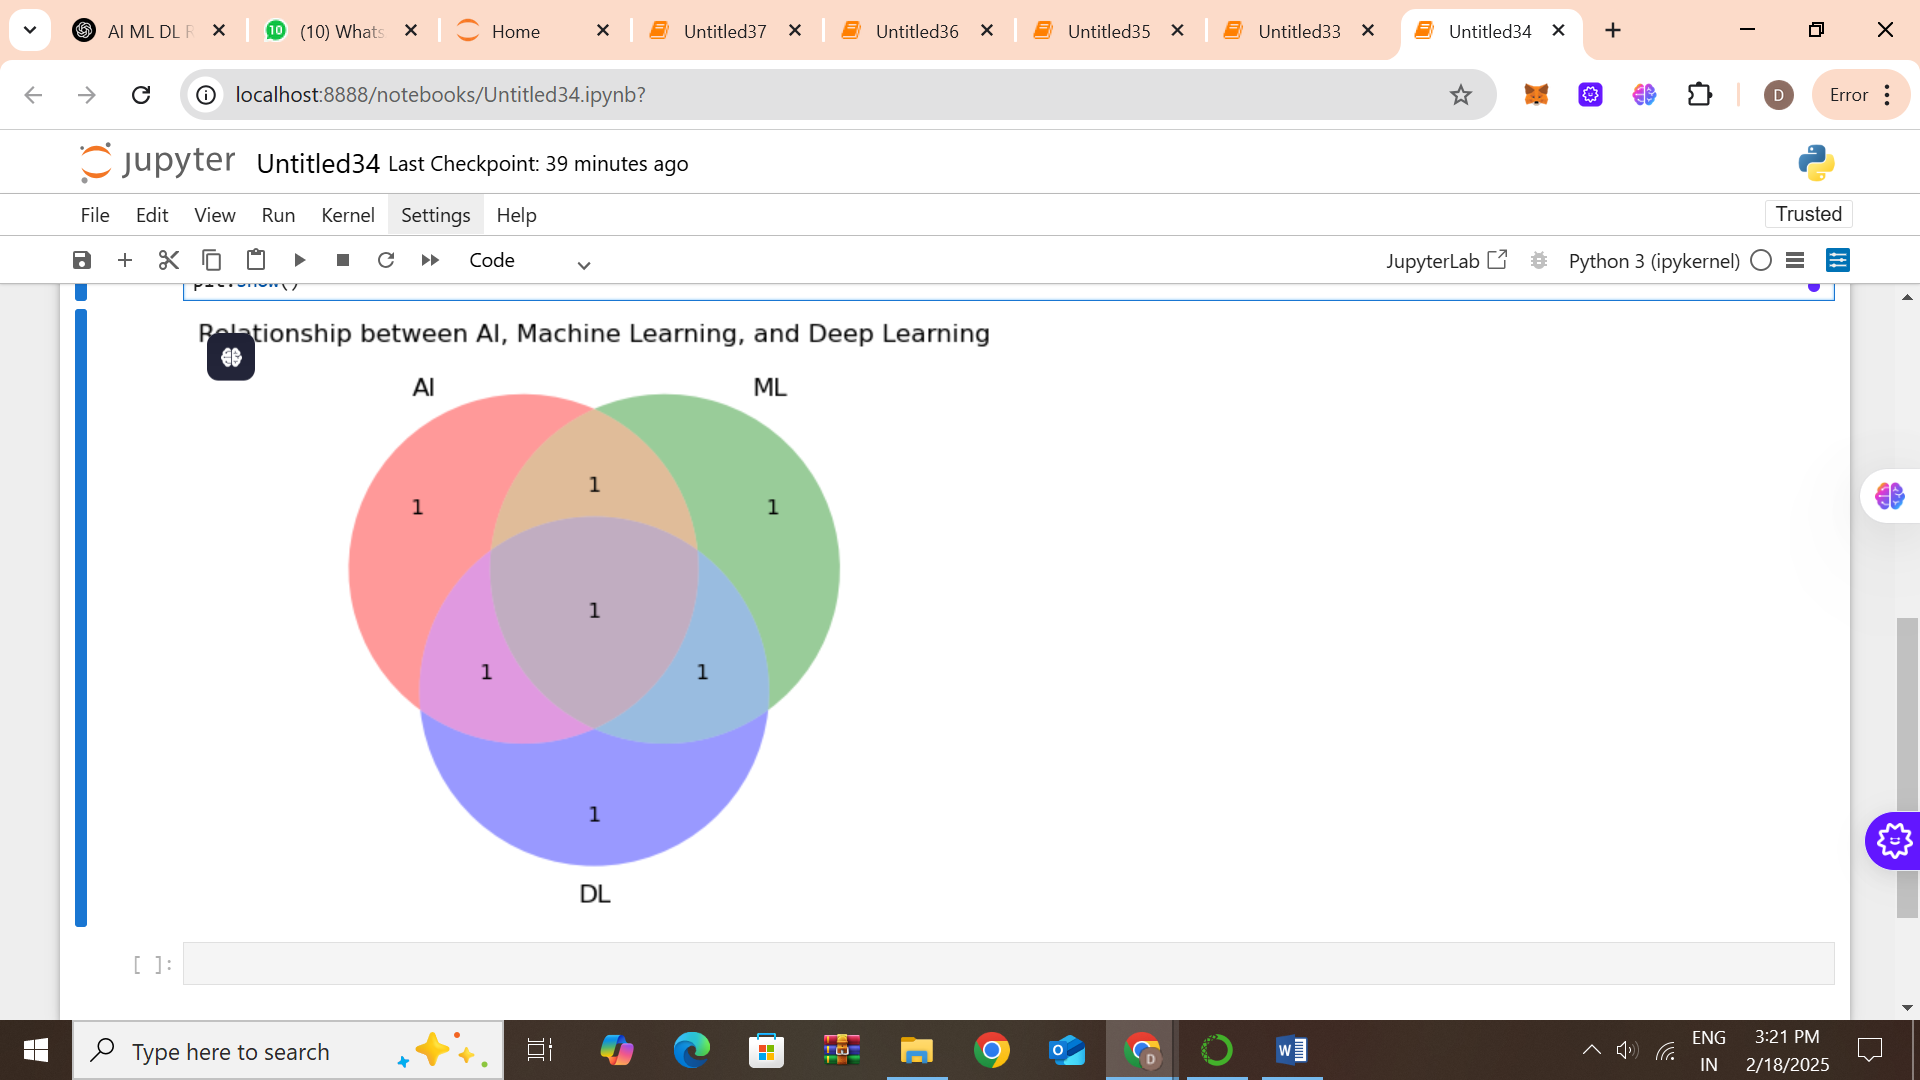 AI ML DL R
(10) Whats
Home
Untitled37
Untitled36
Untitled35
Untitled33
Untitled34
localhost:8888/notebooks/Untitled34.ipynb?
D
Error
jupyter Untitled34 Last Checkpoint: 39 minutes ago
File Edit View Run Kernel Settings Help
Trusted
Code
JupyterLab
Python 3 (ipykernel)
plt.show()
Relationship between AI, Machine Learning, and Deep Learning
AI
ML
1
1
1
1
1
1
1
DL
[ ]:
Type here to search
ENG
IN
3:21 PM
2/18/2025